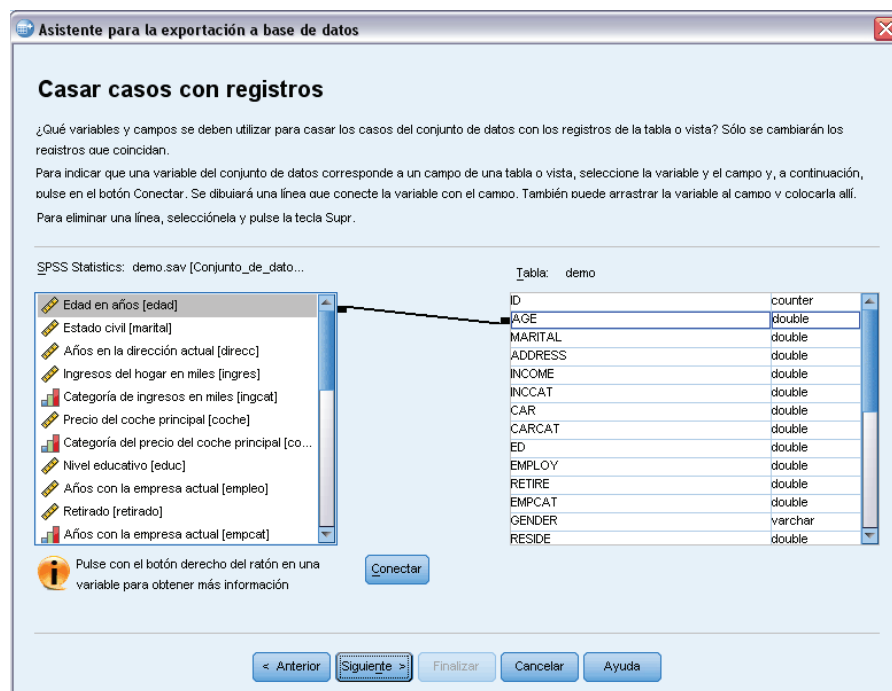 Asistente para la exportación a base de datos
Casar casos con registros
¿Qué variables y campos se deben utilizar para casar los casos del conjunto de datos con los registros de la tabla o vista? Sólo se cambiarán los
registros que coincidan.
Para indicar que una variable del conjunto de datos corresponde a un campo de una tabla o vista, seleccione la variable y el campo y, a continuación,
pulse en el botón Conectar. Se dibujará una línea que conecte la variable con el campo. También puede arrastrar la variable al campo y colocarla allí.
Para eliminar una línea, selecciónela y pulse la tecla Supr.
SPSS Statistics: demo.sav [Conjunto_de_dato...
Edad en años [edad]
Estado civil [marital]
Años en la dirección actual [direcc]
Ingresos del hogar en miles [ingres]
Categoría de ingresos en miles [ingcat]
Precio del coche principal [coche]
Categoría del precio del coche principal [co...
Nivel educativo [educ]
Años con la empresa actual [empleo]
Retirado [retirado]
Años con la empresa actual [empcat]
Tabla: demo
ID counter
AGE double
MARITAL double
ADDRESS double
INCOME double
INCCAT double
CAR double
CARCAT double
ED double
EMPLOY double
RETIRE double
EMPCAT double
GENDER varchar
RESIDE double
Pulse con el botón derecho del ratón en una
variable para obtener más información
Conectar
< Anterior Siguiente > Finalizar Cancelar Ayuda